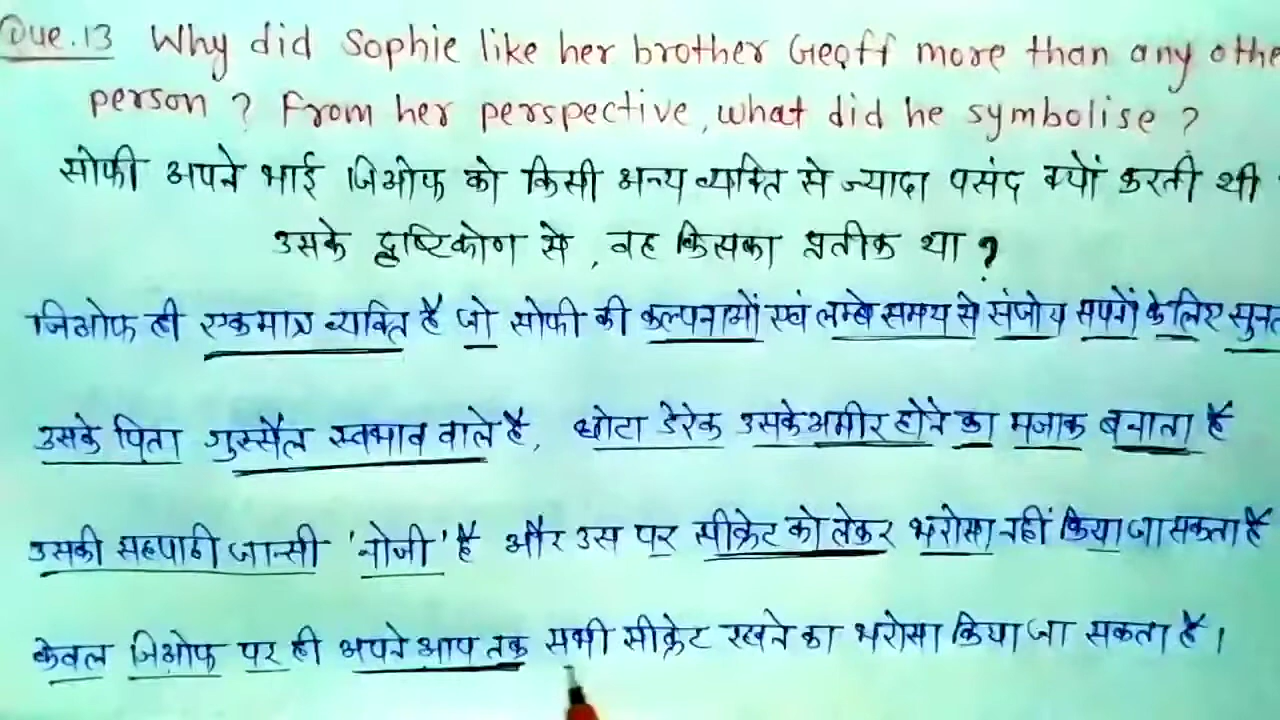 Que.13 Why did Sophie like her brother Geoff more than any othe
person ? From her perspective, what did he symbolise ?
सोफी अपने भाई जिओफ को किसी अन्य व्यक्ति से ज्यादा पसंद क्यों करती थी
उसके दृष्टिकोण से , वह किसका प्रतीक था ?
जिओफ ही एकमात्र व्यक्ति है जो सोफी की कल्पनाओं एवं लम्बे समय से संजोये सपनों के लिए सुनत
उसके पिता गुस्सैल स्वभाव वाले है, छोटा डेरेक उसके अमीर होने का मजाक बनाता है
उसकी सहपाठी जान्सी 'नोजी' है और उस पर सीक्रेट को लेकर भरोसा नहीं किया जा सकता है
केवल जिओफ पर ही अपने आप तक सभी सीक्रेट रखने का भरोसा किया जा सकता है ।